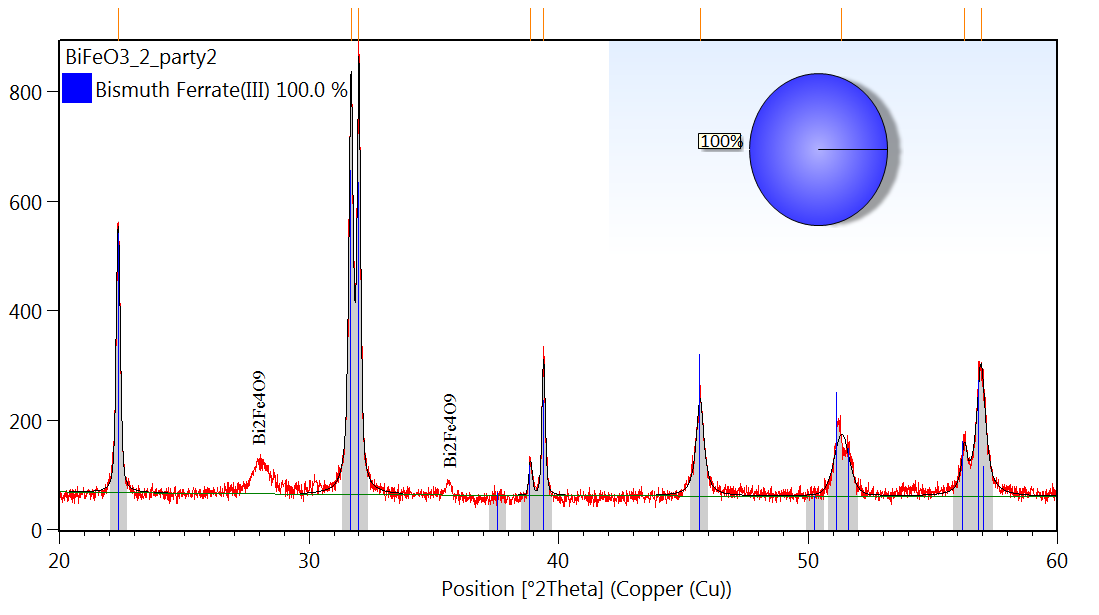 BiFeO3_2_party2
Bismuth Ferrate(III) 100.0 %
100%
800
600
400
200
0
Bi2Fe4O9
Bi2Fe4O9
20
30
40
50
60
Position [°2Theta] (Copper (Cu))